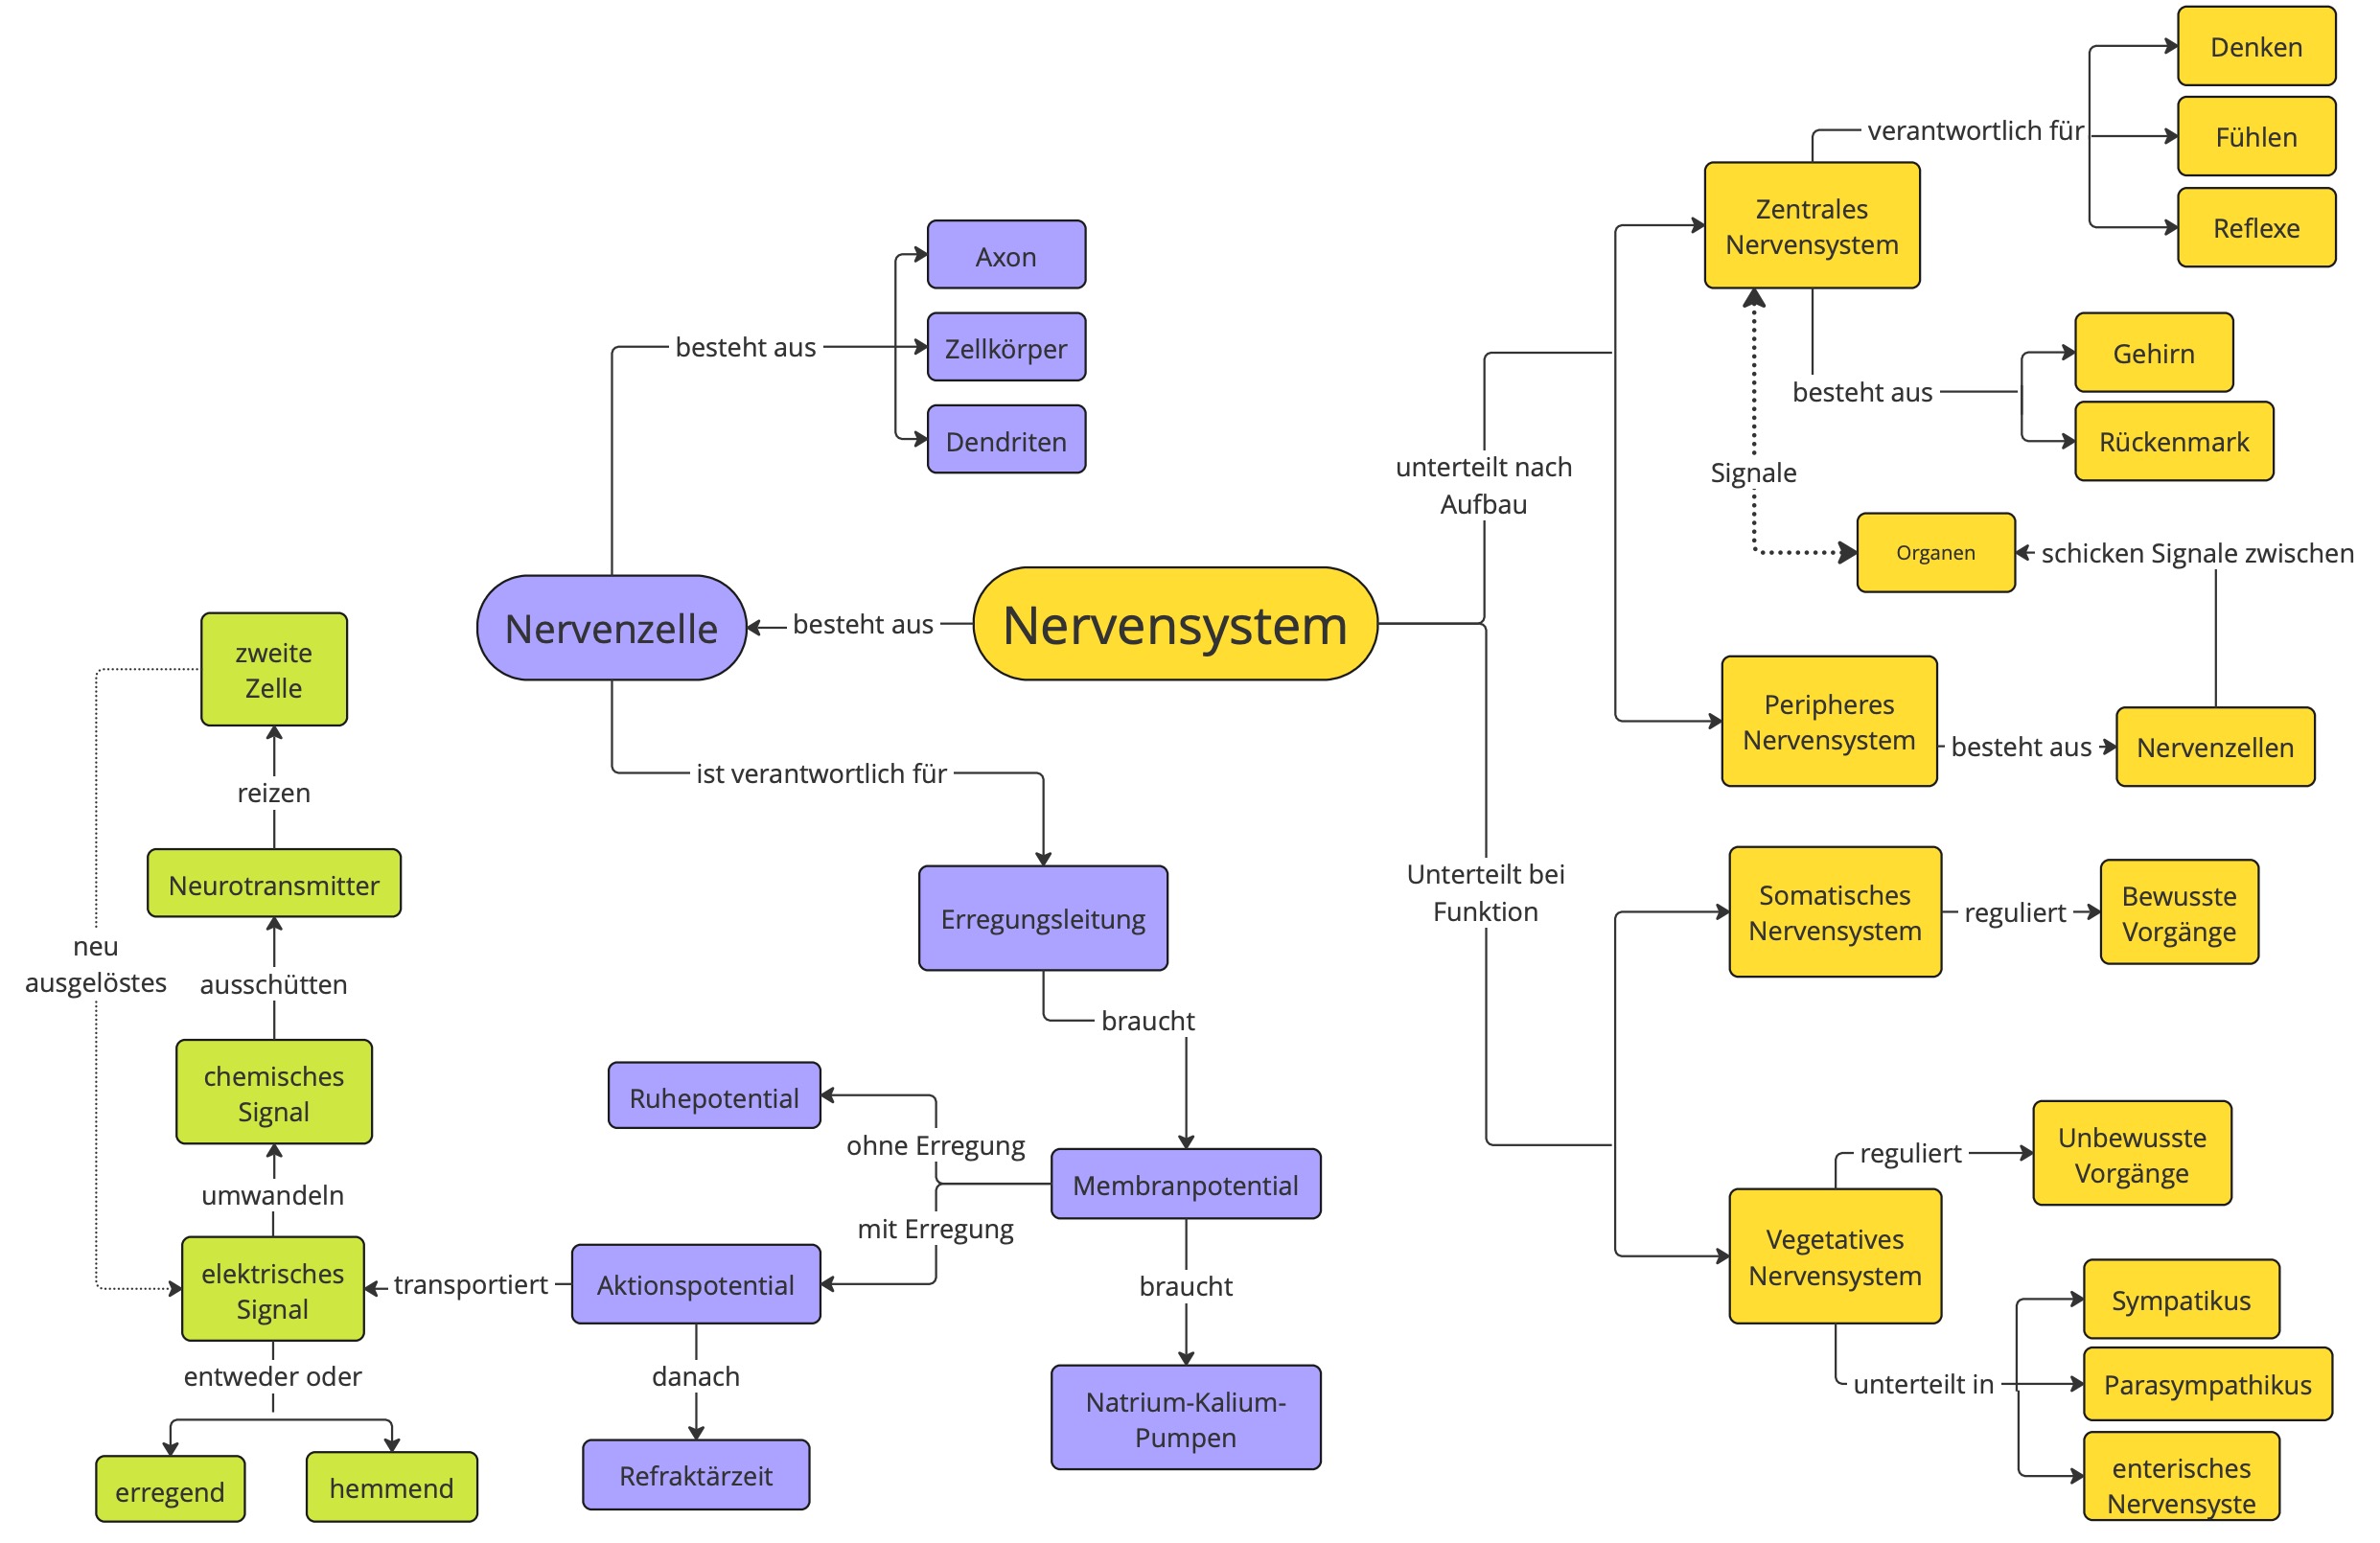 Denken
verantwortlich für
Fühlen
Zentrales
Nervensystem
Reflexe
Axon
besteht aus
Zellkörper
Dendriten
Gehirn
besteht aus
Rückenmark
unterteilt nach
Aufbau
Signale
Organen
schicken Signale zwischen
Nervenzelle
besteht aus
Nervensystem
zweite
Zelle
Peripheres
Nervensystem
besteht aus
Nervenzellen
ist verantwortlich für
reizen
Neurotransmitter
Erregungsleitung
Unterteilt bei
Funktion
Somatisches
Nervensystem
reguliert
Bewusste
Vorgänge
neu
ausgelöstes
ausschütten
braucht
chemisches
Signal
Ruhepotential
ohne Erregung
Membranpotential
mit Erregung
reguliert
Unbewusste
Vorgänge
umwandeln
Vegetatives
Nervensystem
elektrisches
Signal
transportiert
Aktionspotential
braucht
Sympatikus
unterteilt in
Parasympathikus
entweder oder
danach
Natrium-Kalium-
Pumpen
enterisches
Nervensyste
erregend
hemmend
Refraktärzeit